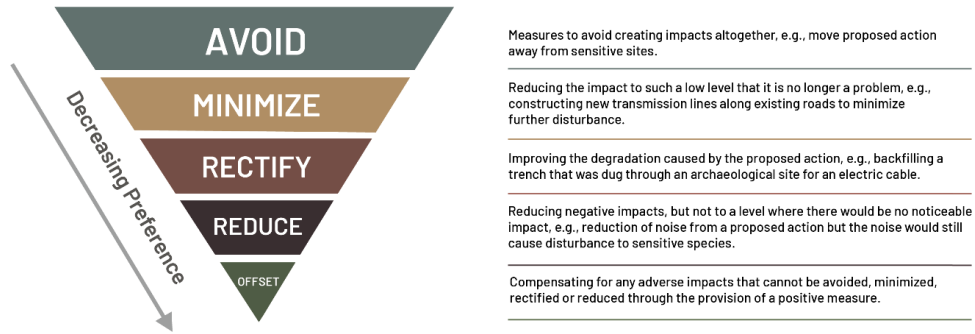 AVOID
Measures to avoid creating impacts altogether, e.g., move proposed action
away from sensitive sites.
MINIMIZE
Reducing the impact to such a low level that it is no longer a problem, e.g.,
constructing new transmission lines along existing roads to minimize
further disturbance.
RECTIFY
Improving the degradation caused by the proposed action, e.g., backfilling a
trench that was dug through an archaeological site for an electric cable.
REDUCE
Reducing negative impacts, but not to a level where there would be no noticeable
impact, e.g., reduction of noise from a proposed action but the noise would still
cause disturbance to sensitive species.
OFFSET
Compensating for any adverse impacts that cannot be avoided, minimized,
rectified or reduced through the provision of a positive measure.
Decreasing Preference